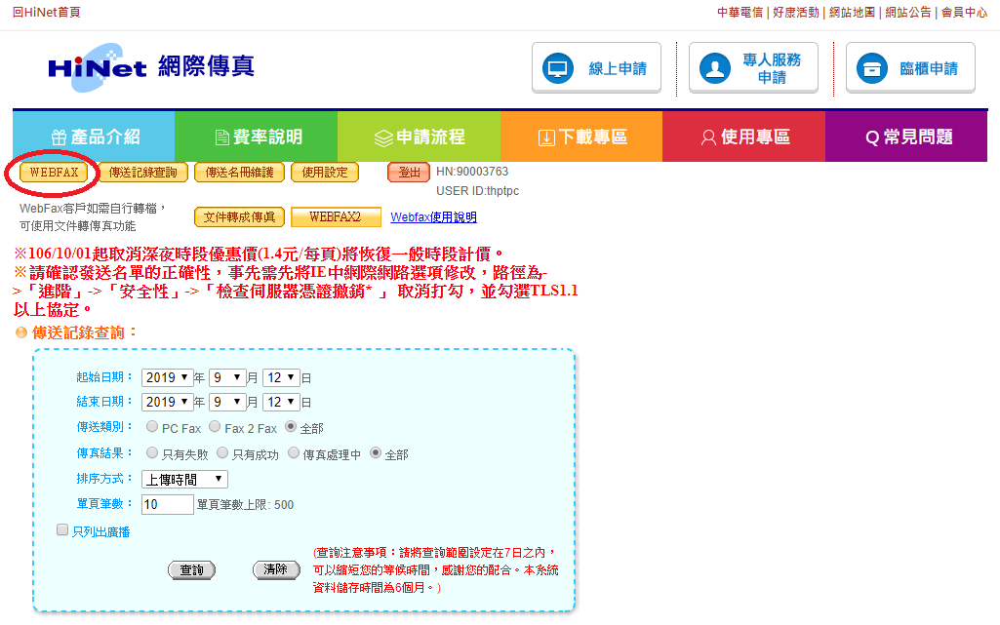 回HiNet首頁
中華電信 | 好康活動 | 網站地圖 | 網站公告 | 會員中心
HiNet 網際傳真
線上申請
專人服務
申請
臨櫃申請
產品介紹
費率說明
申請流程
下載專區
使用專區
常見問題
WEBFAX 傳送記錄查詢 傳送名冊維護 使用設定 登出 HN:90003763
USER ID:thptpc
WebFax客戶如需自行轉檔，
可使用文件轉傳真功能
文件轉成傳真 WEBFAX2 Webfax使用說明
※106/10/01起取消深夜時段優惠價(1.4元/每頁)將恢復一般時段計價。
※請確認發送名單的正確性，事先需先將IE中網際網路選項修改，路徑為-
>「進階」->「安全性」->「檢查伺服器憑證撤銷* 」 取消打勾，並勾選TLS1.1
以上協定。
傳送記錄查詢：
起始日期： 2019 年 9 月 12 日
結束日期： 2019 年 9 月 12 日
傳送類別： PC Fax Fax 2 Fax 全部
傳真結果： 只有失敗 只有成功 傳真處理中 全部
排序方式： 上傳時間
單頁筆數： 10 單頁筆數上限: 500
只列出廣播
查詢 清除
(查詢注意事項：請將查詢範圍設定在7日之內，
可以縮短您的等候時間，感謝您的配合。本系統
資料儲存時間為6個月。)